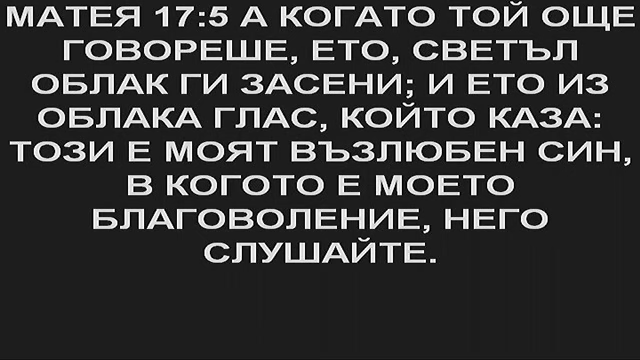 МАТЕЯ 17:5 А КОГАТО ТОЙ ОЩЕ
ГОВОРЕШЕ, ЕТО, СВЕТЪЛ
ОБЛАК ГИ ЗАСЕНИ; И ЕТО ИЗ
ОБЛАКА ГЛАС, КОЙТО КАЗА:
ТОЗИ Е МОЯТ ВЪЗЛЮБЕН СИН,
В КОГОТО Е МОЕТО
БЛАГОВОЛЕНИЕ, НЕГО
СЛУШАЙТЕ.